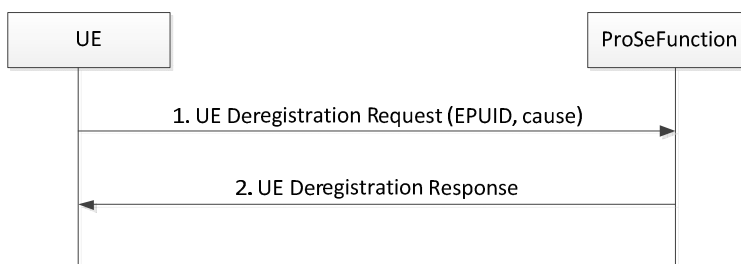 UE
ProSeFunction
1. UE Deregistration Request (EPUID, cause)
2. UE Deregistration Response